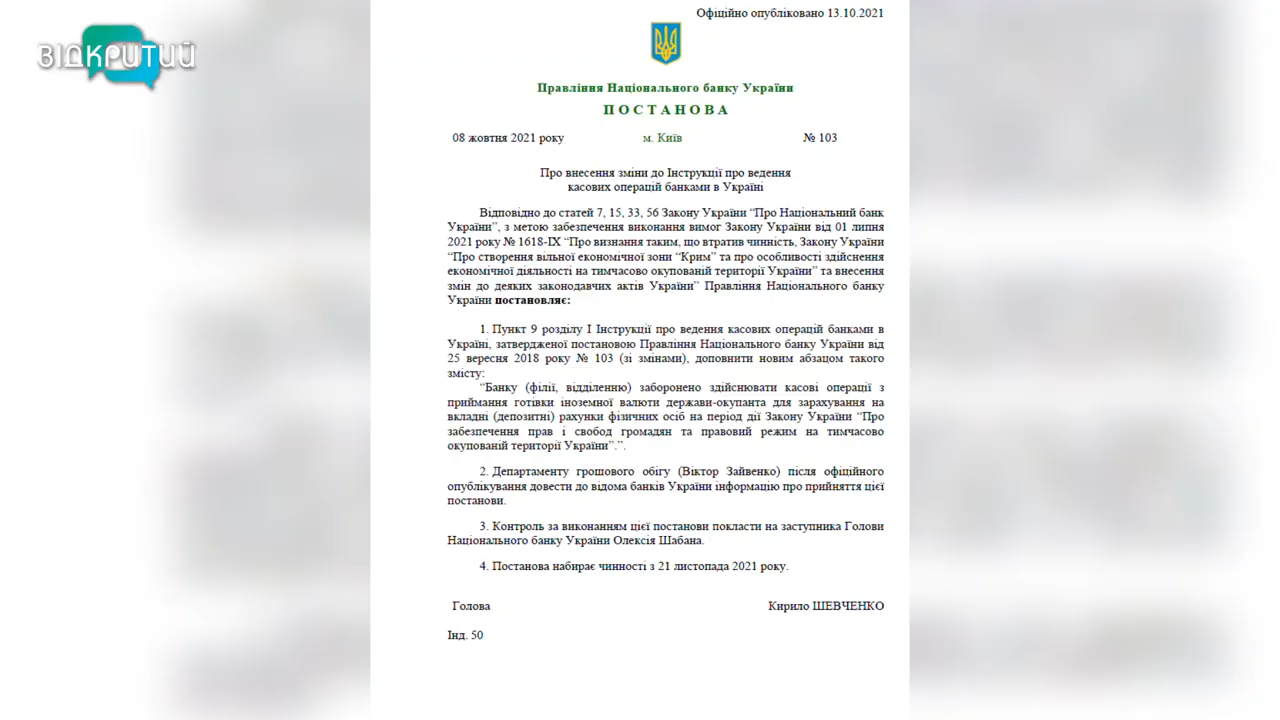 ВІДКРИТИЙ
Офіційно опубліковано 13.10.2021
Правління Національного банку України
П О С Т А Н О В А
08 жовтня 2021 року м. Київ № 103
Про внесення зміни до Інструкції про ведення
касових операцій банками в Україні
Відповідно до статей 7, 15, 33, 56 Закону України “Про Національний банк
України”, з метою забезпечення виконання вимог Закону України від 01 липня
2021 року № 1618-IX “Про визнання таким, що втратив чинність, Закону України
“Про створення вільної економічної зони “Крим” та про особливості здійснення
економічної діяльності на тимчасово окупованій території України” та внесення
змін до деяких законодавчих актів України” Правління Національного банку
України постановляє:
1. Пункт 9 розділу I Інструкції про ведення касових операцій банками в
Україні, затвердженої постановою Правління Національного банку України від
25 вересня 2018 року № 103 (зі змінами), доповнити новим абзацом такого
змісту:
“Банку (філії, відділенню) заборонено здійснювати касові операції з
приймання готівки іноземної валюти держави-окупанта для зарахування на
вкладні (депозитні) рахунки фізичних осіб на період дії Закону України “Про
забезпечення прав і свобод громадян та правовий режим на тимчасово
окупованій території України”.”.
2. Департаменту грошового обігу (Віктор Зайвенко) після офіційного
опублікування довести до відома банків України інформацію про прийняття цієї
постанови.
3. Контроль за виконанням цієї постанови покласти на заступника Голови
Національного банку України Олексія Шабана.
4. Постанова набирає чинності з 21 листопада 2021 року.
Голова Кирило ШЕВЧЕНКО
Інд. 50